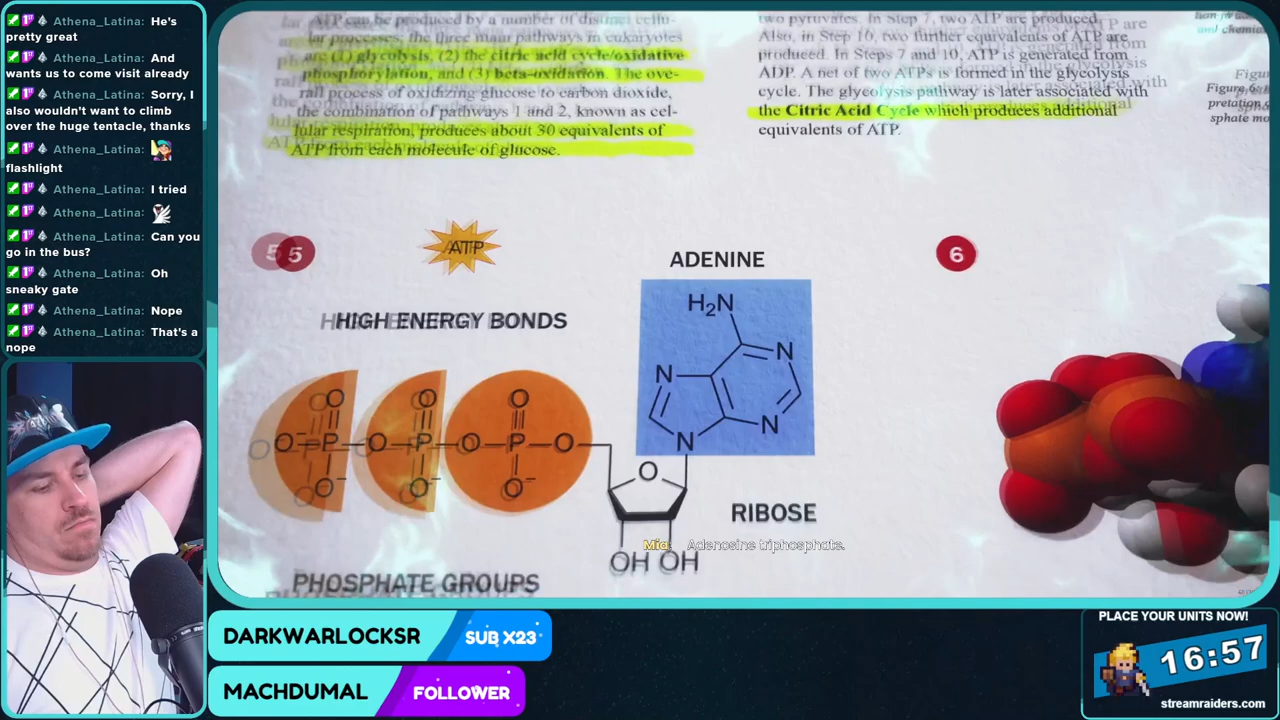 Athena_Latina: He's
pretty great
Athena_Latina: And
wants us to come visit already
Athena_Latina: Sorry, I
also wouldn't want to climb
over the huge tentacle, thanks
Athena_Latina:
flashlight
Athena_Latina: I tried
Athena_Latina:
Athena_Latina: Can you
go in the bus?
Athena_Latina: Oh
sneaky gate
Athena_Latina: Nope
Athena_Latina: That's a
nope
ATP can be produced by a number of distinct cellu-
lar processes; the three main pathways in eukaryotes
are (1) glycolysis, (2) the citric acid cycle/oxidative
phosphorylation, and (3) beta-oxidation. The ove-
rall process of oxidizing glucose to carbon dioxide,
the combination of pathways 1 and 2, known as cel-
lular respiration, produces about 30 equivalents of
ATP from each molecule of glucose.
two pyruvates. In Step 7, two ATP are produced.
Also, in Step 10, two further equivalents of ATP are
produced. In Steps 7 and 10, ATP is generated from
ADP. A net of two ATPs is formed in the glycolysis
cycle. The glycolysis pathway is later associated with
the Citric Acid Cycle which produces additional
equivalents of ATP.
and chemic
Figur
Figure 6
pretation o
sphate mo
5 5
ATP
HIGH ENERGY BONDS
ADENINE
6
H₂N
N
N
N
N
O⁻ P O P O P O
O O O
O⁻ O⁻ O⁻
O
RIBOSE
Mia: Adenosine triphosphate.
OH OH
PHOSPHATE GROUPS
DARKWARLOCKSR SUB X23
MACHDUMAL FOLLOWER
PLACE YOUR UNITS NOW!
16:57
streamraiders.com